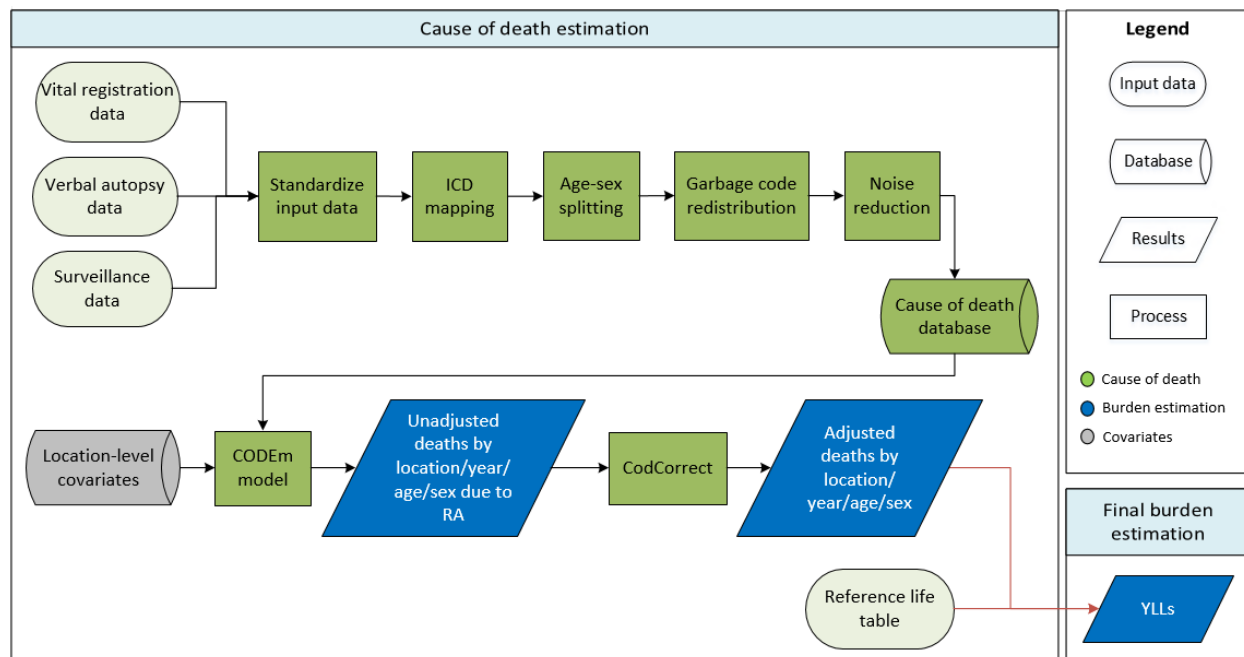 Cause of death estimation
Vital registration
data
Verbal autopsy
data
Surveillance
data
Standardize
input data
ICD
mapping
Age-sex
splitting
Garbage code
redistribution
Noise
reduction
Cause of death
database
Location-level
covariates
CODEm
model
Unadjusted
deaths by
location/year/
age/sex due to
RA
CodCorrect
Adjusted
deaths by
location/
year/age/sex
Reference life
table
Legend
Input data
Database
Results
Process
Cause of death
Burden estimation
Covariates
Final burden
estimation
YLLs